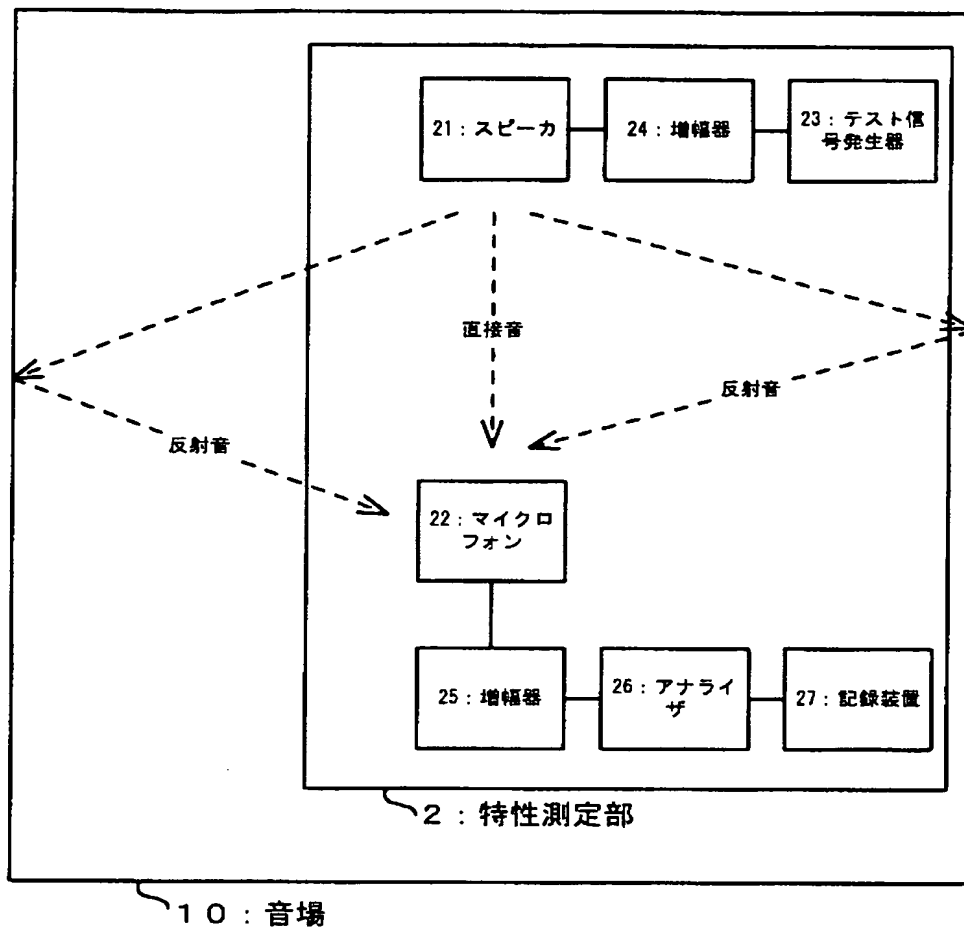 21：スピーカ
24：増幅器
23：テスト信
号発生器
直接音
反射音
反射音
22：マイクロ
フォン
25：増幅器
26：アナライ
ザ
27：記録装置
2：特性測定部
10：音場